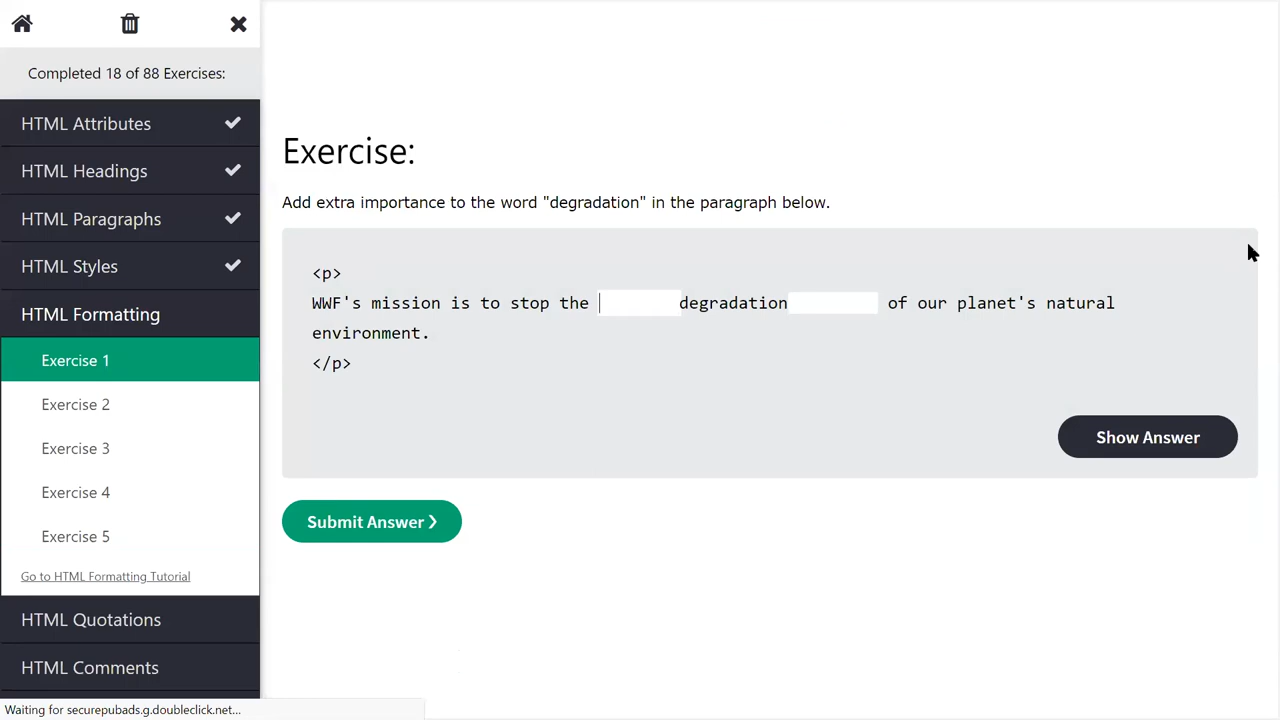 Completed 18 of 88 Exercises:
HTML Attributes
HTML Headings
HTML Paragraphs
HTML Styles
HTML Formatting
Exercise 1
Exercise 2
Exercise 3
Exercise 4
Exercise 5
Go to HTML Formatting Tutorial
HTML Quotations
HTML Comments
Waiting for securepubads.g.doubleclick.net...
Exercise:
Add extra importance to the word "degradation" in the paragraph below.
<p>
WWF's mission is to stop the degradation of our planet's natural
environment.
</p>
Show Answer
Submit Answer ❯